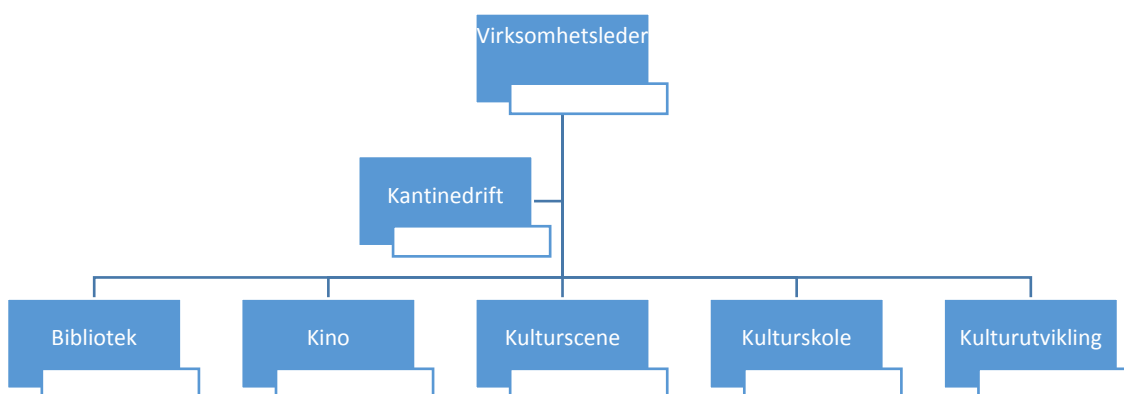 Virksomhetsleder
Kantinedrift
Bibliotek
Kino
Kulturscene
Kulturskole
Kulturutvikling